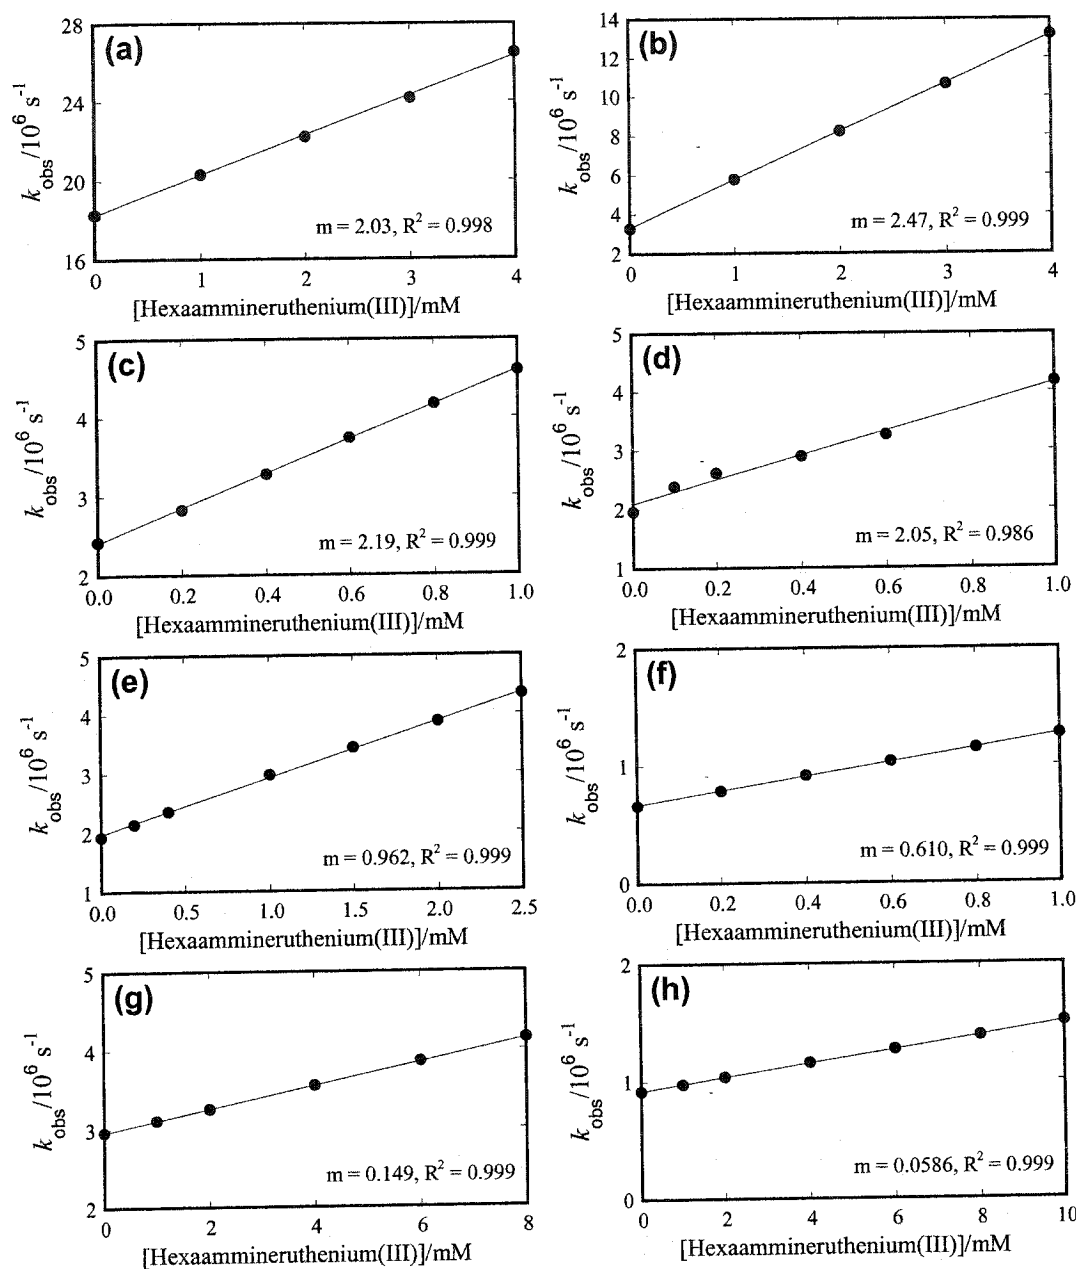 (a)
28
24
20
16
k_obs/10^6 s^-1
m = 2.03, R^2 = 0.998
0 1 2 3 4
[Hexaammineruthenium(III)]/mM
(b)
14
12
10
8
6
4
2
k_obs/10^6 s^-1
m = 2.47, R^2 = 0.999
0 1 2 3 4
[Hexaammineruthenium(III)]/mM
(c)
5
4
3
2
k_obs/10^6 s^-1
m = 2.19, R^2 = 0.999
0.0 0.2 0.4 0.6 0.8 1.0
[Hexaammineruthenium(III)]/mM
(d)
5
4
3
2
1
k_obs/10^6 s^-1
m = 2.05, R^2 = 0.986
0.0 0.2 0.4 0.6 0.8 1.0
[Hexaammineruthenium(III)]/mM
(e)
5
4
3
2
1
k_obs/10^6 s^-1
m = 0.962, R^2 = 0.999
0.0 0.5 1.0 1.5 2.0 2.5
[Hexaammineruthenium(III)]/mM
(f)
2
1
0
k_obs/10^6 s^-1
m = 0.610, R^2 = 0.999
0.0 0.2 0.4 0.6 0.8 1.0
[Hexaammineruthenium(III)]/mM
(g)
5
4
3
2
k_obs/10^6 s^-1
m = 0.149, R^2 = 0.999
0 2 4 6 8
[Hexaammineruthenium(III)]/mM
(h)
2
1
0
k_obs/10^6 s^-1
m = 0.0586, R^2 = 0.999
0 2 4 6 8 10
[Hexaammineruthenium(III)]/mM